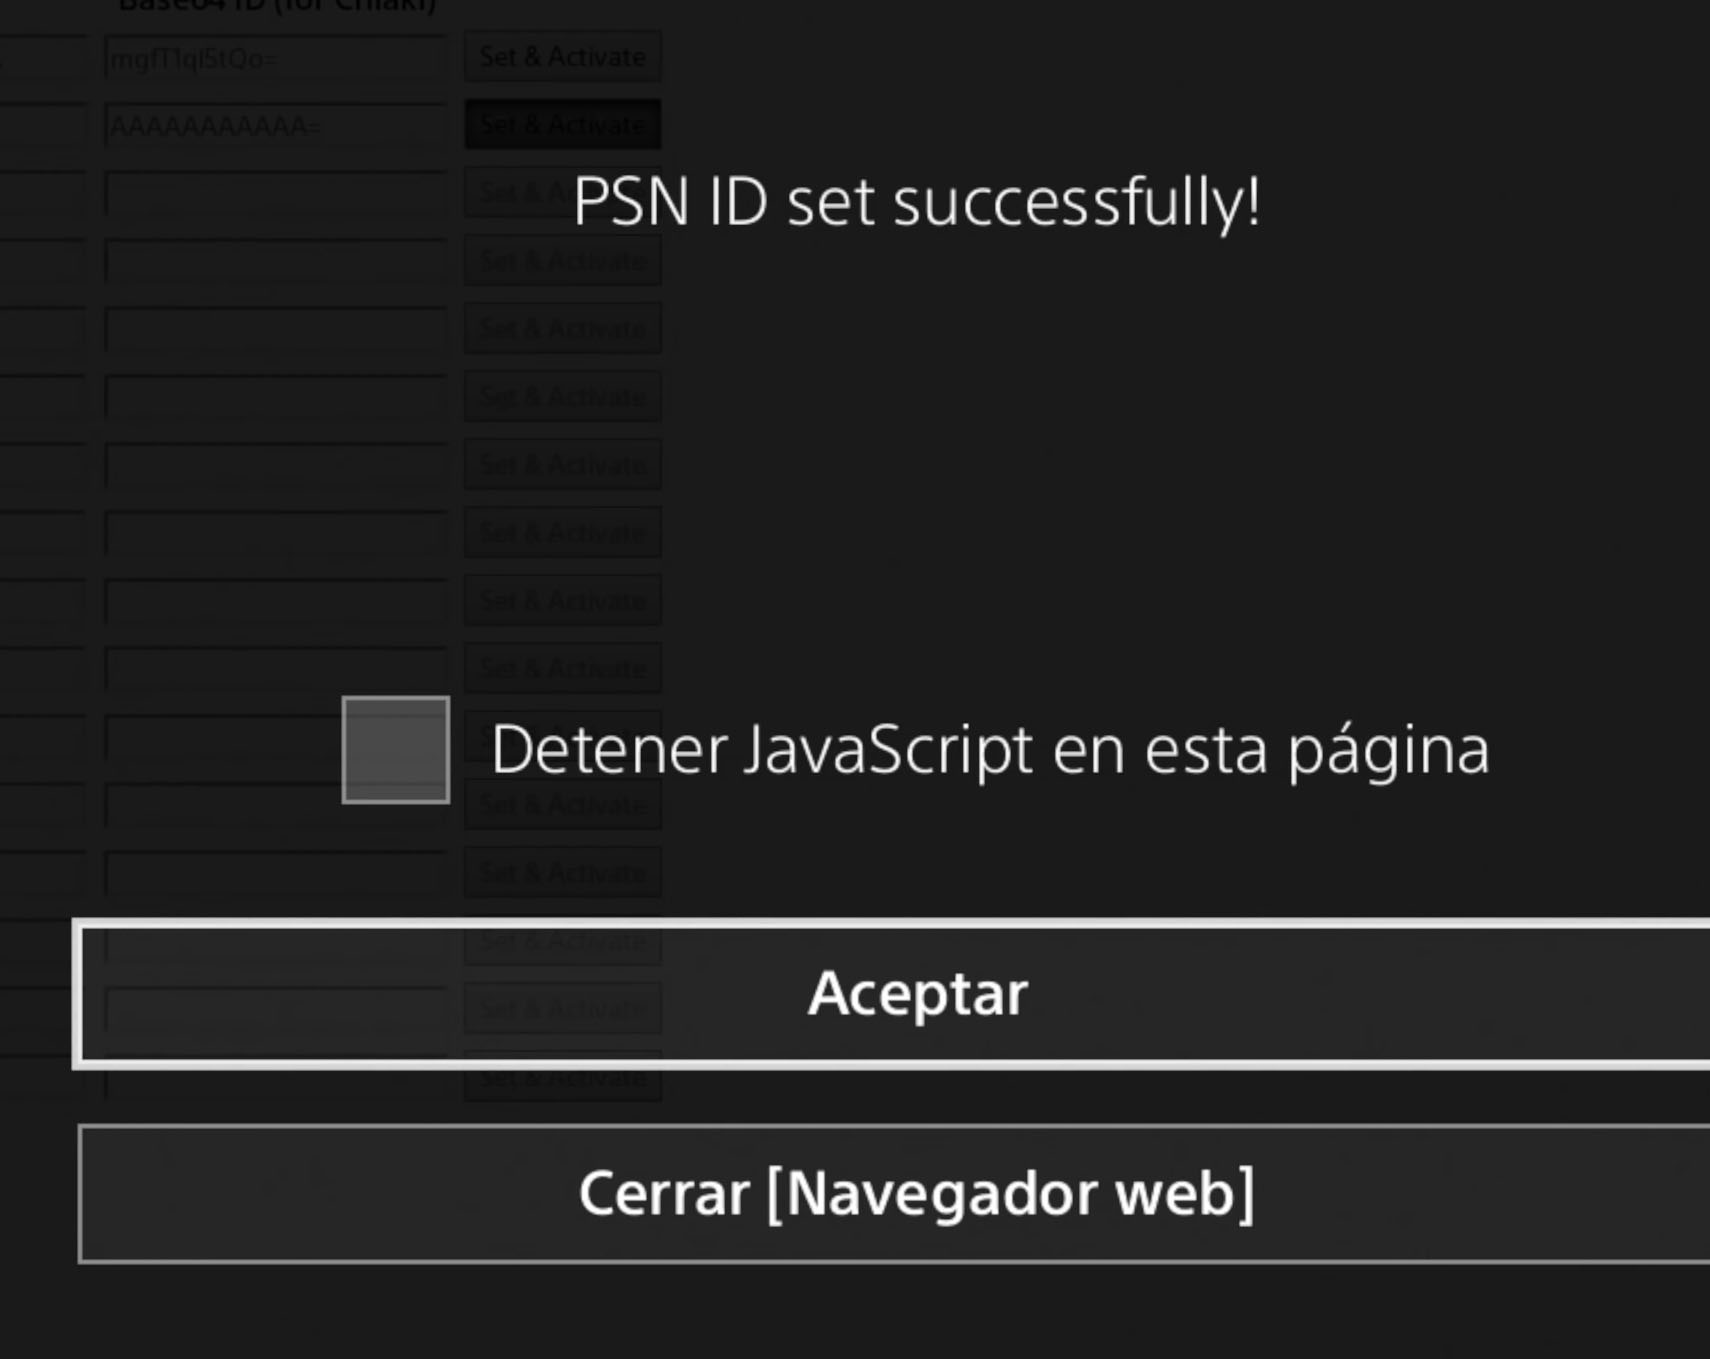 Base64 ID (for Chiaki)
Set & Activate
AAAAAAAAAAA= Set & Activate
Set & Activate
PSN ID set successfully!
Set & Activate
Set & Activate
Set & Activate
Set & Activate
Set & Activate
Set & Activate
Set & Activate
Detener JavaScript en esta página
Set & Activate
Set & Activate
Set & Activate
Aceptar
Set & Activate
Set & Activate
Cerrar [Navegador web]